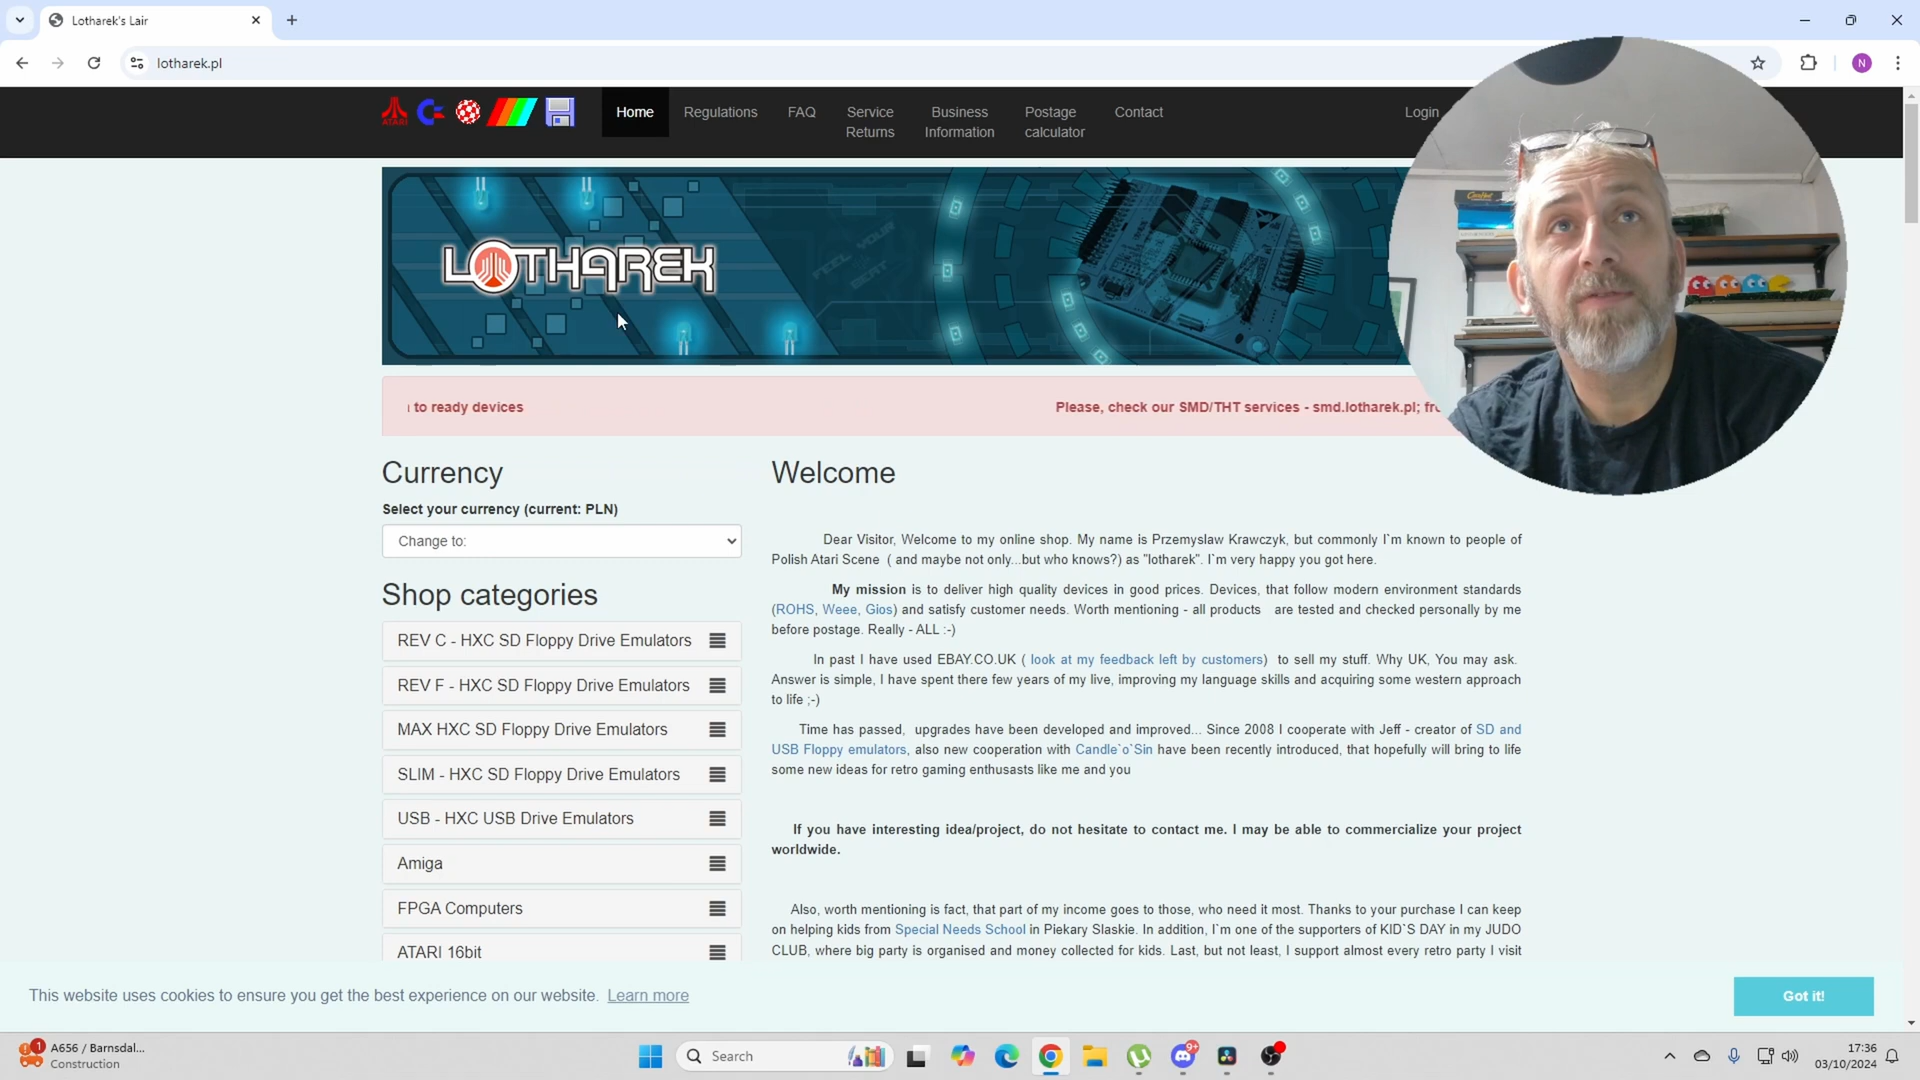 Lotharek's Lair
lotharek.pl
N
ATARI
Home
Regulations
FAQ
Service
Returns
Business
Information
Postage
calculator
Contact
Login
LOTHAREK
FEEL YOUR
to ready devices
Please, check our SMD/THT services - smd.lotharek.pl;
Currency
Select your currency (current: PLN)
Change to:
Shop categories
REV C - HXC SD Floppy Drive Emulators
REV F - HXC SD Floppy Drive Emulators
MAX HXC SD Floppy Drive Emulators
SLIM - HXC SD Floppy Drive Emulators
USB - HXC USB Drive Emulators
Amiga
FPGA Computers
ATARI 16bit
Welcome
Dear Visitor, Welcome to my online shop. My name is Przemyslaw Krawczyk, but commonly I`m known to people of
Polish Atari Scene ( and maybe not only...but who knows?) as "lotharek". I`m very happy you got here.
My mission is to deliver high quality devices in good prices. Devices, that follow modern environment standards
(ROHS, Weee, Gios) and satisfy customer needs. Worth mentioning - all products are tested and checked personally by me
before postage. Really - ALL :-)
In past I have used EBAY.CO.UK ( look at my feedback left by customers) to sell my stuff. Why UK, You may ask.
Answer is simple, I have spent there few years of my live, improving my language skills and acquiring some western approach
to life ;-)
Time has passed, upgrades have been developed and improved... Since 2008 I cooperate with Jeff - creator of SD and
USB Floppy emulators, also new cooperation with Candle`o`Sin have been recently introduced, that hopefully will bring to life
some new ideas for retro gaming enthusasts like me and you
If you have interesting idea/project, do not hesitate to contact me. I may be able to commercialize your project
worldwide.
Also, worth mentioning is fact, that part of my income goes to those, who need it most. Thanks to your purchase I can keep
on helping kids from Special Needs School in Piekary Slaskie. In addition, I`m one of the supporters of KID`S DAY in my JUDO
CLUB, where big party is organised and money collected for kids. Last, but not least, I support almost every retro party I visit
This website uses cookies to ensure you get the best experience on our website. Learn more
Got it!
1
A656 / Barnsdal...
Construction
Search
9+
17:36
03/10/2024